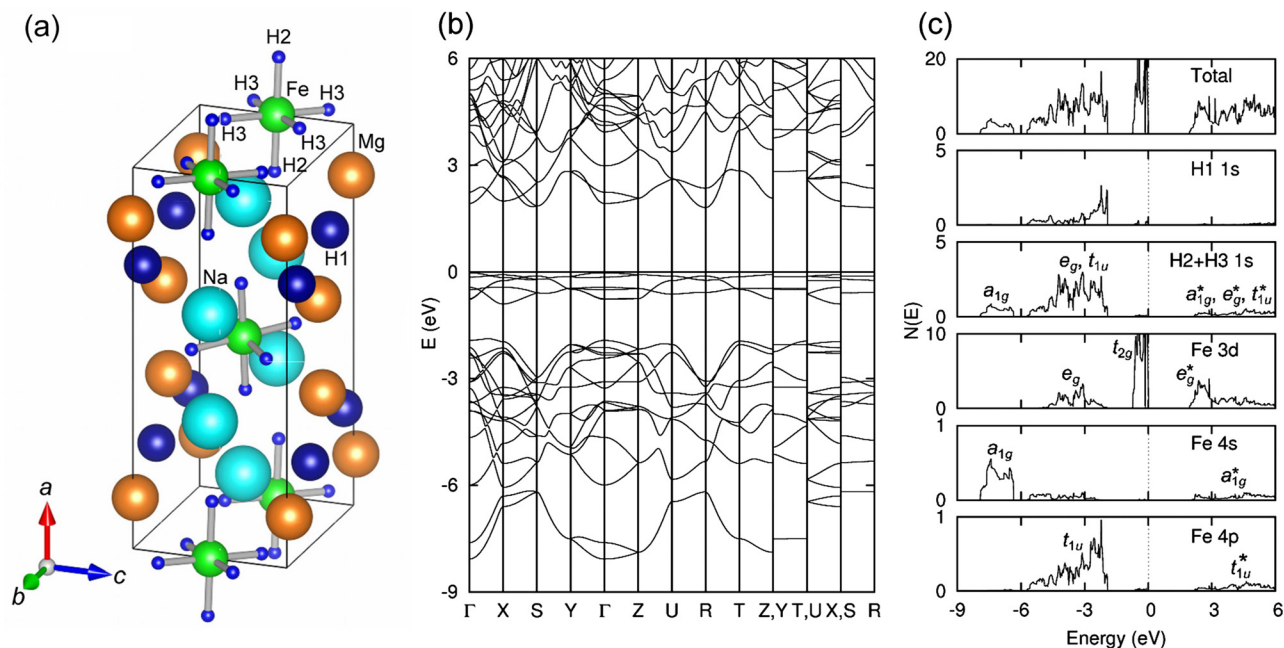 (a)
H2
H3
Fe
H3
H3
H3
Mg
H2
H1
Na
a
b
c
(b)
6
3
0
-3
-6
-9
E (eV)
Γ X S Y Γ Z U R T Z,Y T,U X,S R
(c)
20
Total
0
5
H1 1s
0
5
eg, t1u
H2+H3 1s
a1g
a*1g, e*g, t*1u
0
10
t2g
Fe 3d
eg
e*g
0
1
Fe 4s
a1g
a*1g
0
1
Fe 4p
t1u
t*1u
0
N(E)
-9 -6 -3 0 3 6
Energy (eV)